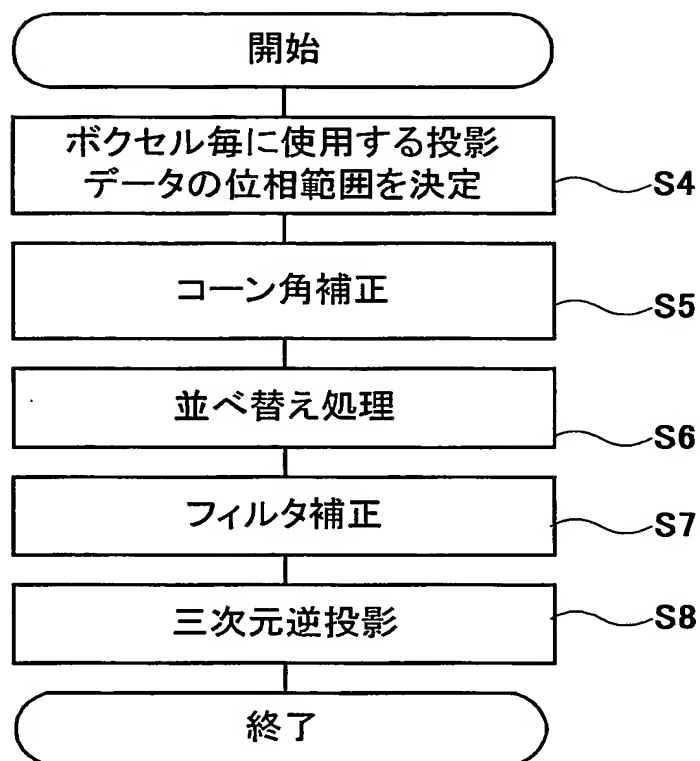 開始
ボクセル毎に使用する投影
データの位相範囲を決定
S4
コーン角補正
S5
並べ替え処理
S6
フィルタ補正
S7
三次元逆投影
S8
終了